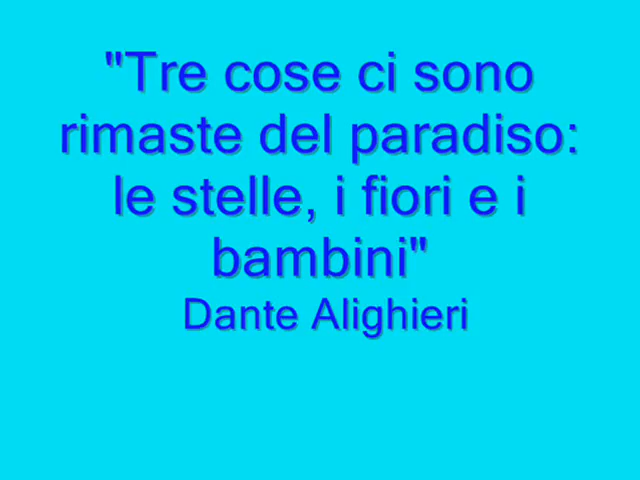 "Tre cose ci sono
rimaste del paradiso:
le stelle, i fiori e i
bambini"
Dante Alighieri